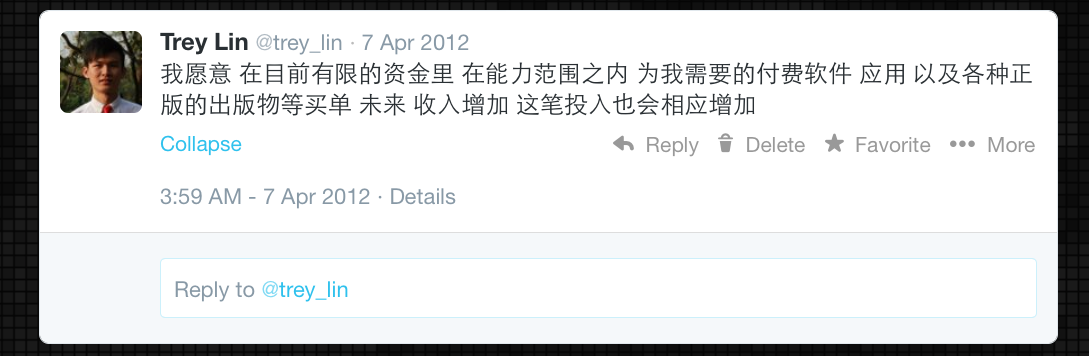 Trey Lin @trey_lin · 7 Apr 2012
我愿意 在目前有限的资金里 在能力范围之内 为我需要的付费软件 应用 以及各种正
版的出版物等买单 未来 收入增加 这笔投入也会相应增加
Collapse Reply Delete Favorite More
3:59 AM - 7 Apr 2012 · Details
Reply to @trey_lin